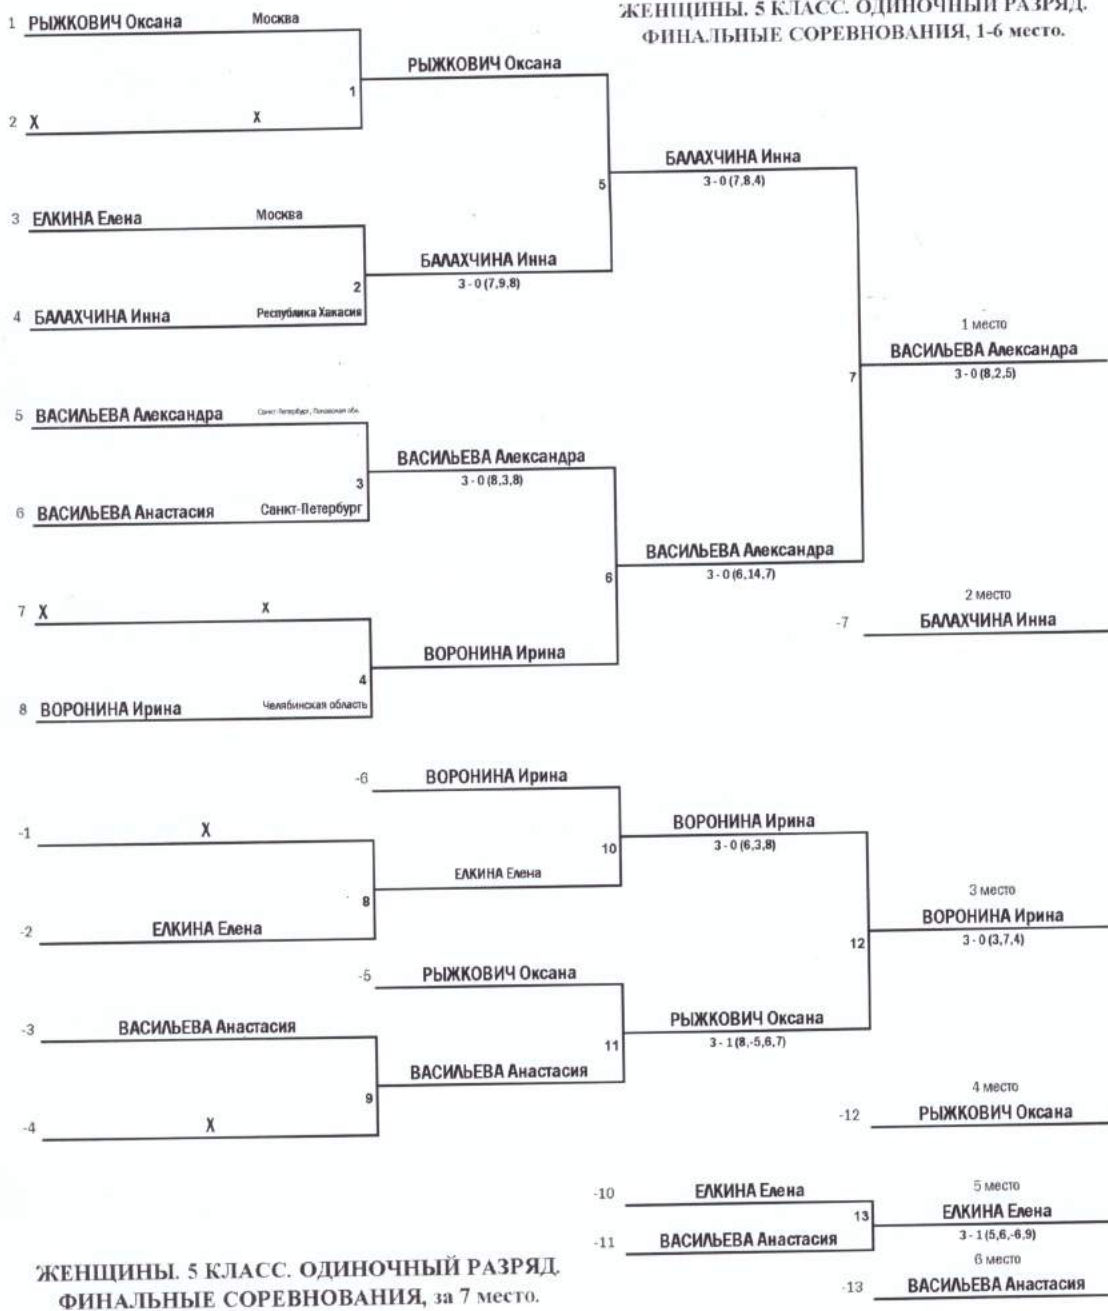 ЖЕНЩИНЫ. 5 КЛАСС. ОДИНОЧНЫЙ РАЗРЯД.
ФИНАЛЬНЫЕ СОРЕВНОВАНИЯ, 1-6 место.
1 РЫЖКОВИЧ Оксана Москва
РЫЖКОВИЧ Оксана
1
2 X X
БАЛАХЧИНА Инна
5 3 - 0 (7,8,4)
3 ЕЛКИНА Елена Москва
БАЛАХЧИНА Инна
2 3 - 0 (7,9,8)
4 БАЛАХЧИНА Инна Республика Хакасия
1 место
ВАСИЛЬЕВА Александра
7 3 - 0 (8,2,5)
5 ВАСИЛЬЕВА Александра Санкт-Петербург, Псковская обл.
ВАСИЛЬЕВА Александра
3 3 - 0 (8,3,8)
6 ВАСИЛЬЕВА Анастасия Санкт-Петербург
ВАСИЛЬЕВА Александра
6 3 - 0 (6,14,7)
7 X X
2 место
-7 БАЛАХЧИНА Инна
ВОРОНИНА Ирина
4
8 ВОРОНИНА Ирина Челябинская область
-6 ВОРОНИНА Ирина
-1 X
ВОРОНИНА Ирина
10 3 - 0 (6,3,8)
ЕЛКИНА Елена
8
3 место
-2 ЕЛКИНА Елена
ВОРОНИНА Ирина
12 3 - 0 (3,7,4)
-5 РЫЖКОВИЧ Оксана
-3 ВАСИЛЬЕВА Анастасия
РЫЖКОВИЧ Оксана
11 3 - 1 (8,-5,6,7)
ВАСИЛЬЕВА Анастасия
9
4 место
-4 X
-12 РЫЖКОВИЧ Оксана
-10 ЕЛКИНА Елена
5 место
13 ЕЛКИНА Елена
-11 ВАСИЛЬЕВА Анастасия
3 - 1 (5,6,-6,9)
6 место
-13 ВАСИЛЬЕВА Анастасия
ЖЕНЩИНЫ. 5 КЛАСС. ОДИНОЧНЫЙ РАЗРЯД.
ФИНАЛЬНЫЕ СОРЕВНОВАНИЯ, за 7 место.